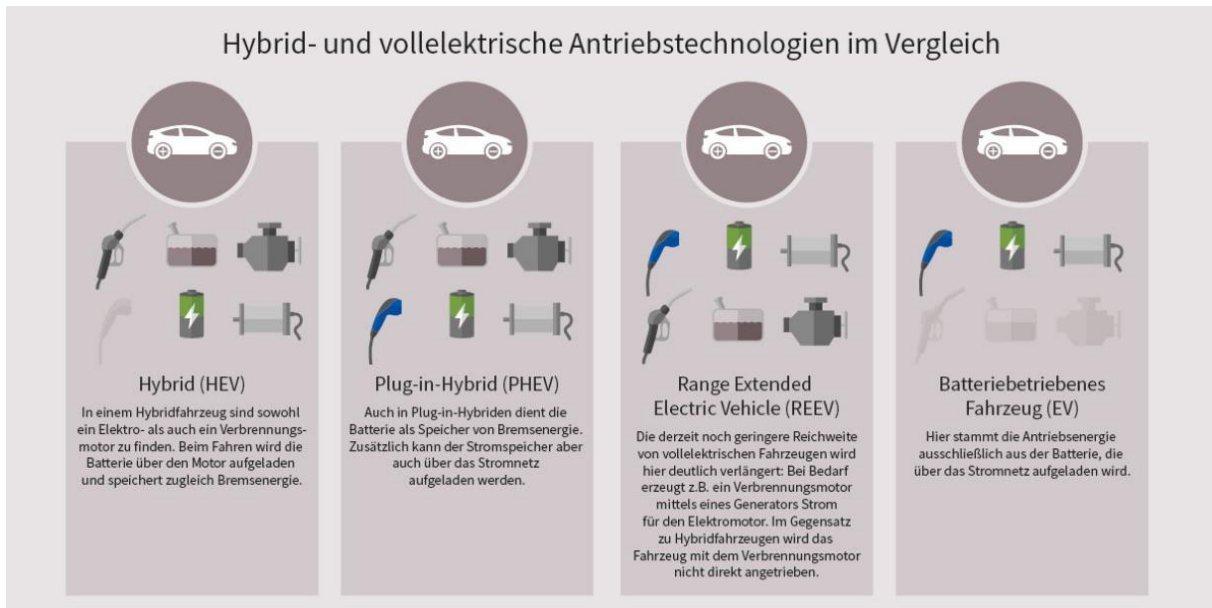 Hybrid- und vollelektrische Antriebstechnologien im Vergleich
Hybrid (HEV)
In einem Hybridfahrzeug sind sowohl
ein Elektro- als auch ein Verbrennungs-
motor zu finden. Beim Fahren wird die
Batterie über den Motor aufgeladen
und speichert zugleich Bremsenergie.
Plug-in-Hybrid (PHEV)
Auch in Plug-in-Hybriden dient die
Batterie als Speicher von Bremsenergie.
Zusätzlich kann der Stromspeicher aber
auch über das Stromnetz
aufgeladen werden.
Range Extended
Electric Vehicle (REEV)
Die derzeit noch geringere Reichweite
von vollelektrischen Fahrzeugen wird
hier deutlich verlängert: Bei Bedarf
erzeugt z.B. ein Verbrennungsmotor
mittels eines Generators Strom
für den Elektromotor. Im Gegensatz
zu Hybridfahrzeugen wird das
Fahrzeug mit dem Verbrennungsmotor
nicht direkt angetrieben.
Batteriebetriebenes
Fahrzeug (EV)
Hier stammt die Antriebsenergie
ausschließlich aus der Batterie, die
über das Stromnetz aufgeladen wird.